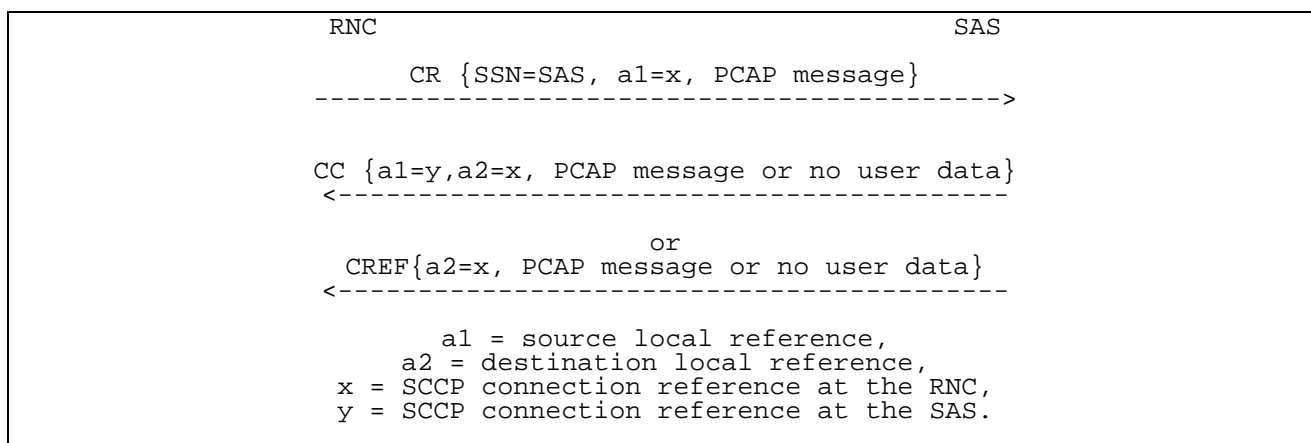 RNC SAS
CR {SSN=SAS, a1=x, PCAP message}
------------------------------------------->
CC {a1=y,a2=x, PCAP message or no user data}
<------------------------------------------
or
CREF{a2=x, PCAP message or no user data}
<------------------------------------------
a1 = source local reference,
a2 = destination local reference,
x = SCCP connection reference at the RNC,
y = SCCP connection reference at the SAS.